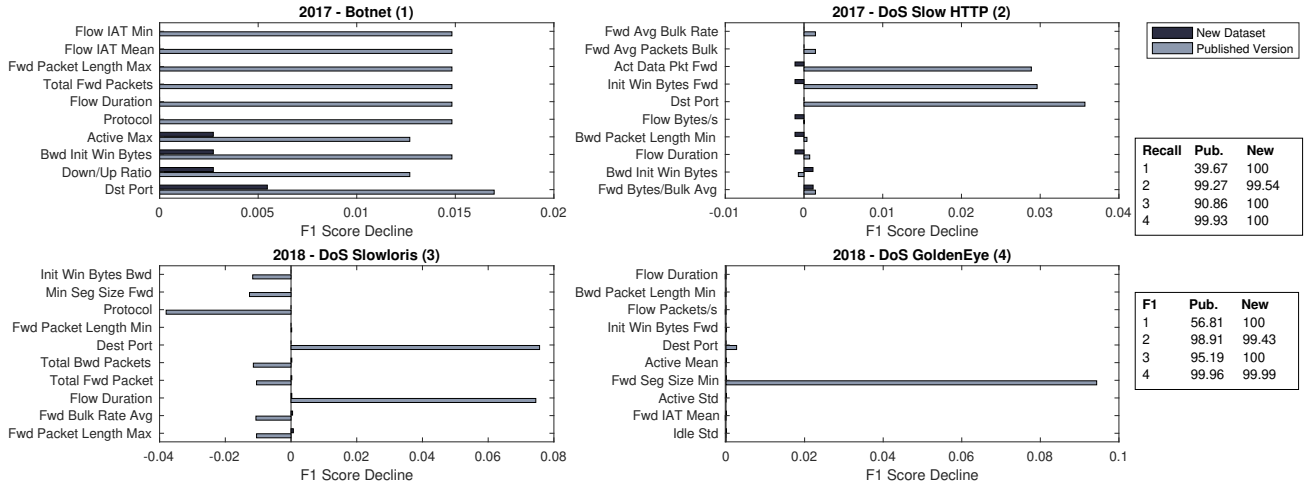 2017 - Botnet (1)
Flow IAT Min
Flow IAT Mean
Fwd Packet Length Max
Total Fwd Packets
Flow Duration
Protocol
Active Max
Bwd Init Win Bytes
Down/Up Ratio
Dst Port
0 0.005 0.01 0.015 0.02
F1 Score Decline
2017 - DoS Slow HTTP (2)
Fwd Avg Bulk Rate
Fwd Avg Packets Bulk
Act Data Pkt Fwd
Init Win Bytes Fwd
Dst Port
Flow Bytes/s
Bwd Packet Length Min
Flow Duration
Bwd Init Win Bytes
Fwd Bytes/Bulk Avg
-0.01 0 0.01 0.02 0.03 0.04
F1 Score Decline
New Dataset
Published Version
Recall Pub. New
1 39.67 100
2 99.27 99.54
3 90.86 100
4 99.93 100
2018 - DoS Slowloris (3)
Init Win Bytes Bwd
Min Seg Size Fwd
Protocol
Fwd Packet Length Min
Dest Port
Total Bwd Packets
Total Fwd Packet
Flow Duration
Fwd Bulk Rate Avg
Fwd Packet Length Max
-0.04 -0.02 0 0.02 0.04 0.06 0.08
F1 Score Decline
2018 - DoS GoldenEye (4)
Flow Duration
Bwd Packet Length Min
Flow Packets/s
Init Win Bytes Fwd
Dest Port
Active Mean
Fwd Seg Size Min
Active Std
Fwd IAT Mean
Idle Std
0 0.02 0.04 0.06 0.08 0.1
F1 Score Decline
F1 Pub. New
1 56.81 100
2 98.91 99.43
3 95.19 100
4 99.96 99.99